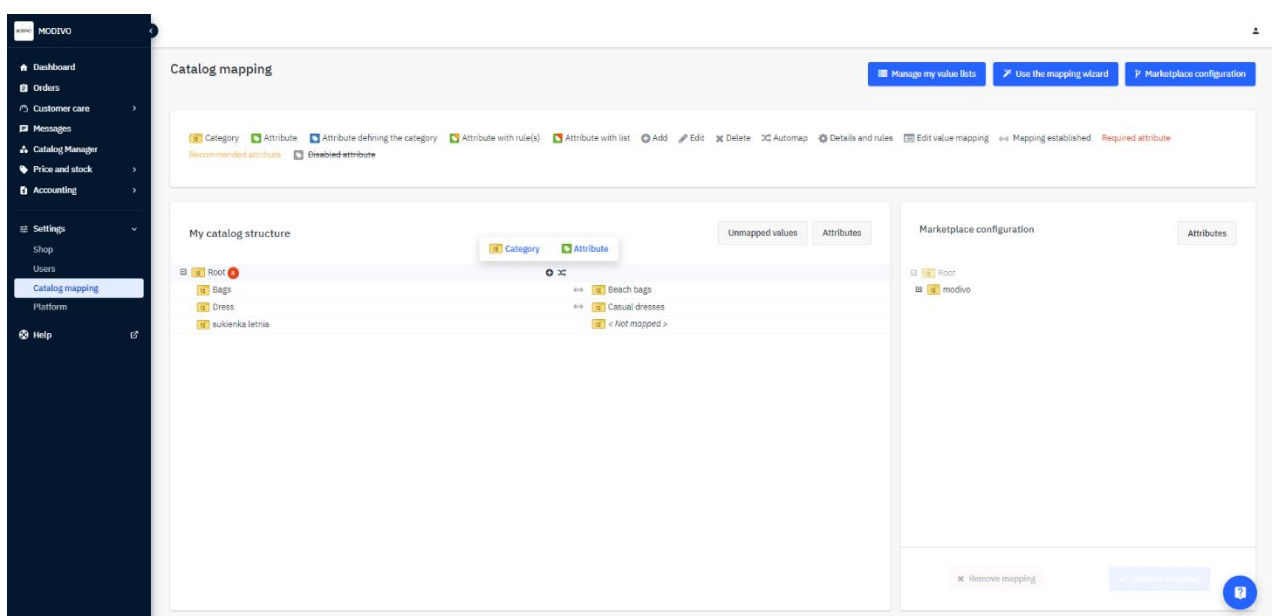 MODIVO MODIVO
Dashboard
Orders
Customer care
Messages
Catalog Manager
Price and stock
Accounting
Settings
Shop
Users
Catalog mapping
Platform
Help
Catalog mapping
Manage my value lists Use the mapping wizard Marketplace configuration
Category Attribute Attribute defining the category Attribute with rule(s) Attribute with list Add Edit Delete Automap Details and rules Edit value mapping Mapping established Required attribute
Recommended attribute Disabled attribute
My catalog structure Unmapped values Attributes
Category Attribute
Root
Bags Beach bags
Dress Casual dresses
sukienka letnia < Not mapped >
Marketplace configuration Attributes
Root
modivo
Remove mapping